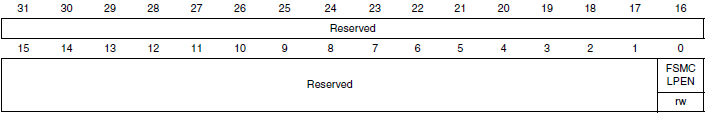 31 30 29 28 27 26 25 24 23 22 21 20 19 18 17 16
Reserved
15 14 13 12 11 10 9 8 7 6 5 4 3 2 1 0
Reserved
FSMC
LPEN
rw